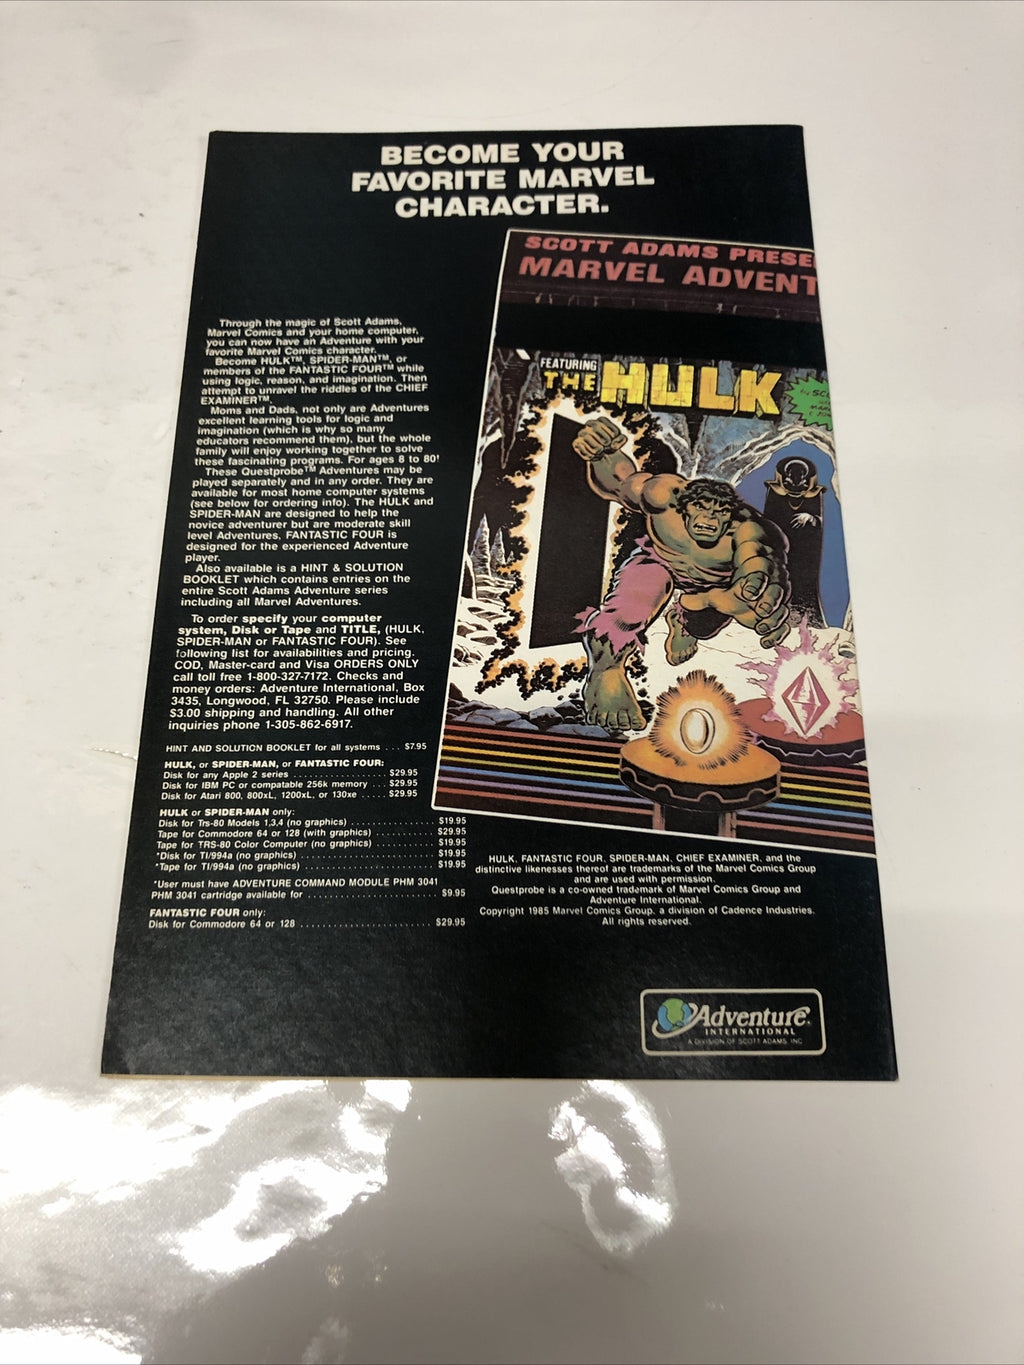 BECOME YOUR
FAVORITE MARVEL
CHARACTER.
SCOTT ADAMS PRESE
MARVEL ADVENT
FEATURING
THE HULK
Through the magic of Scott Adams,
Marvel Comics and your home computer,
you can now have an Adventure with your
favorite Marvel Comics character.
Become HULK™, SPIDER-MAN™, or
members of the FANTASTIC FOUR™ while
using logic, reason, and imagination. Then
attempt to unravel the riddles of the CHIEF
EXAMINER™.
Moms and Dads, not only are Adventures
excellent learning tools for logic and
imagination (which is why so many
educators recommend them), but the whole
family will enjoy working together to solve
these fascinating programs. For ages 8 to 80!
These Questprobe™ Adventures may be
played separately and in any order. They are
available for most home computer systems
(see below for ordering info). The HULK and
SPIDER-MAN are designed to help the
novice adventurer but are moderate skill
level Adventures, FANTASTIC FOUR is
designed for the experienced Adventure
player.
Also available is a HINT & SOLUTION
BOOKLET which contains entries on the
entire Scott Adams Adventure series
including all Marvel Adventures.
To order specify your computer
system, Disk or Tape and TITLE, (HULK,
SPIDER-MAN or FANTASTIC FOUR). See
following list for availabilities and pricing.
COD, Master-card and Visa ORDERS ONLY
call toll free 1-800-327-7172. Checks and
money orders: Adventure International, Box
3435, Longwood, FL 32750. Please include
$3.00 shipping and handling. All other
inquiries phone 1-305-862-6917.
HINT AND SOLUTION BOOKLET for all systems ... $7.95
HULK, or SPIDER-MAN, or FANTASTIC FOUR:
Disk for any Apple 2 series ..................... $29.95
Disk for IBM PC or compatable 256k memory ... $29.95
Disk for Atari 800, 800xL, 1200xL, or 130xe ..... $29.95
HULK or SPIDER-MAN only:
Disk for Trs-80 Models 1,3,4 (no graphics) .................. $19.95
Tape for Commodore 64 or 128 (with graphics) .............. $29.95
Tape for TRS-80 Color Computer (no graphics) .............. $19.95
*Disk for TI/994a (no graphics) ............................. $19.95
*Tape for TI/994a (no graphics) ............................. $19.95
*User must have ADVENTURE COMMAND MODULE PHM 3041
PHM 3041 cartridge available for .......................... $9.95
FANTASTIC FOUR only:
Disk for Commodore 64 or 128 ............................ $29.95
HULK, FANTASTIC FOUR, SPIDER-MAN, CHIEF EXAMINER, and the
distinctive likenesses thereof are trademarks of the Marvel Comics Group
and are used with permission.
Questprobe is a co-owned trademark of Marvel Comics Group and
Adventure International.
Copyright 1985 Marvel Comics Group, a division of Cadence Industries.
All rights reserved.
Adventure
INTERNATIONAL
A DIVISION OF SCOTT ADAMS, INC